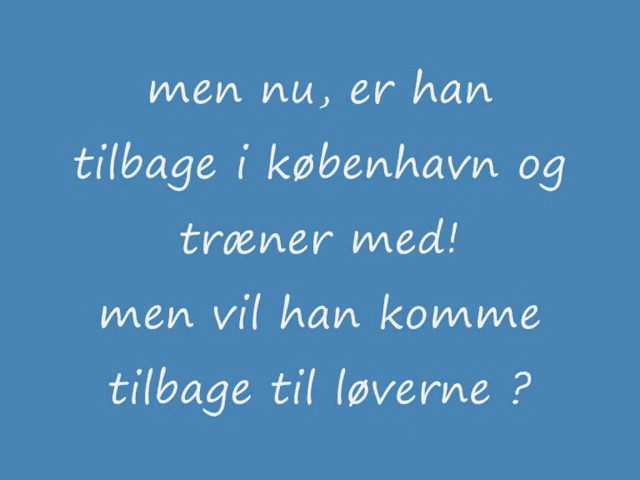 men nu, er han
tilbage i københavn og
træner med!
men vil han komme
tilbage til løverne ?